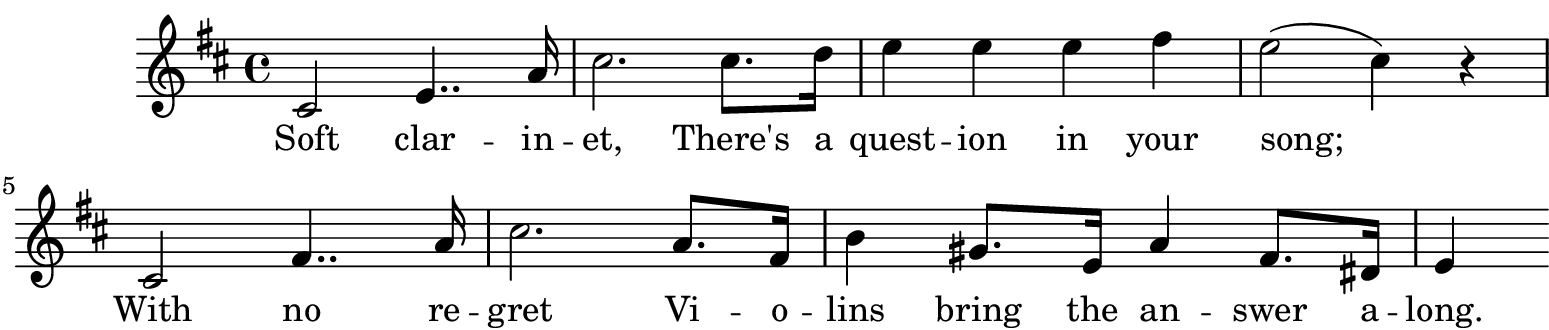 Soft clar - in - et, There's a quest - ion in your song;
5
With no re - gret Vi - o - lins bring the an - swer a - long.